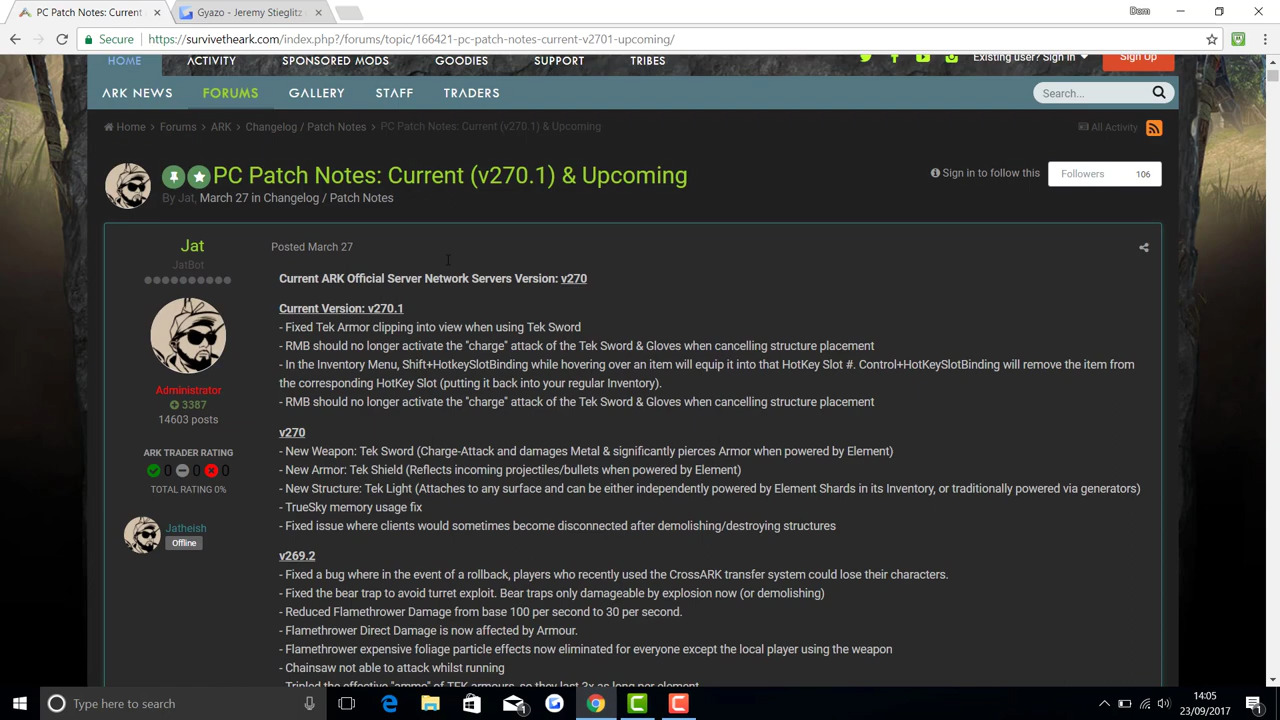 PC Patch Notes: Current
Gyazo - Jeremy Stieglitz
Dom
Secure
https://survivetheark.com/index.php?/forums/topic/166421-pc-patch-notes-current-v2701-upcoming/
HOME ACTIVITY SPONSORED MODS GOODIES SUPPORT TRIBES Existing user? Sign In Sign Up
ARK NEWS FORUMS GALLERY STAFF TRADERS Search...
Home > Forums > ARK > Changelog / Patch Notes > PC Patch Notes: Current (v270.1) & Upcoming All Activity
PC Patch Notes: Current (v270.1) & Upcoming
By Jat, March 27 in Changelog / Patch Notes
Sign in to follow this Followers 106
Jat
JatBot
Administrator
3387
14603 posts
ARK TRADER RATING
0 0 0
TOTAL RATING 0%
Jatheish
Offline
Posted March 27
Current ARK Official Server Network Servers Version: v270
Current Version: v270.1
- Fixed Tek Armor clipping into view when using Tek Sword
- RMB should no longer activate the "charge" attack of the Tek Sword & Gloves when cancelling structure placement
- In the Inventory Menu, Shift+HotkeySlotBinding while hovering over an item will equip it into that HotKey Slot #. Control+HotKeySlotBinding will remove the item from
the corresponding HotKey Slot (putting it back into your regular Inventory).
- RMB should no longer activate the "charge" attack of the Tek Sword & Gloves when cancelling structure placement
v270
- New Weapon: Tek Sword (Charge-Attack and damages Metal & significantly pierces Armor when powered by Element)
- New Armor: Tek Shield (Reflects incoming projectiles/bullets when powered by Element)
- New Structure: Tek Light (Attaches to any surface and can be either independently powered by Element Shards in its Inventory, or traditionally powered via generators)
- TrueSky memory usage fix
- Fixed issue where clients would sometimes become disconnected after demolishing/destroying structures
v269.2
- Fixed a bug where in the event of a rollback, players who recently used the CrossARK transfer system could lose their characters.
- Fixed the bear trap to avoid turret exploit. Bear traps only damageable by explosion now (or demolishing)
- Reduced Flamethrower Damage from base 100 per second to 30 per second.
- Flamethrower Direct Damage is now affected by Armour.
- Flamethrower expensive foliage particle effects now eliminated for everyone except the local player using the weapon
- Chainsaw not able to attack whilst running
- Tripled the effective "ammo" of TEK armours, so they last 3x as long per element
Type here to search
14:05
23/09/2017
1
1